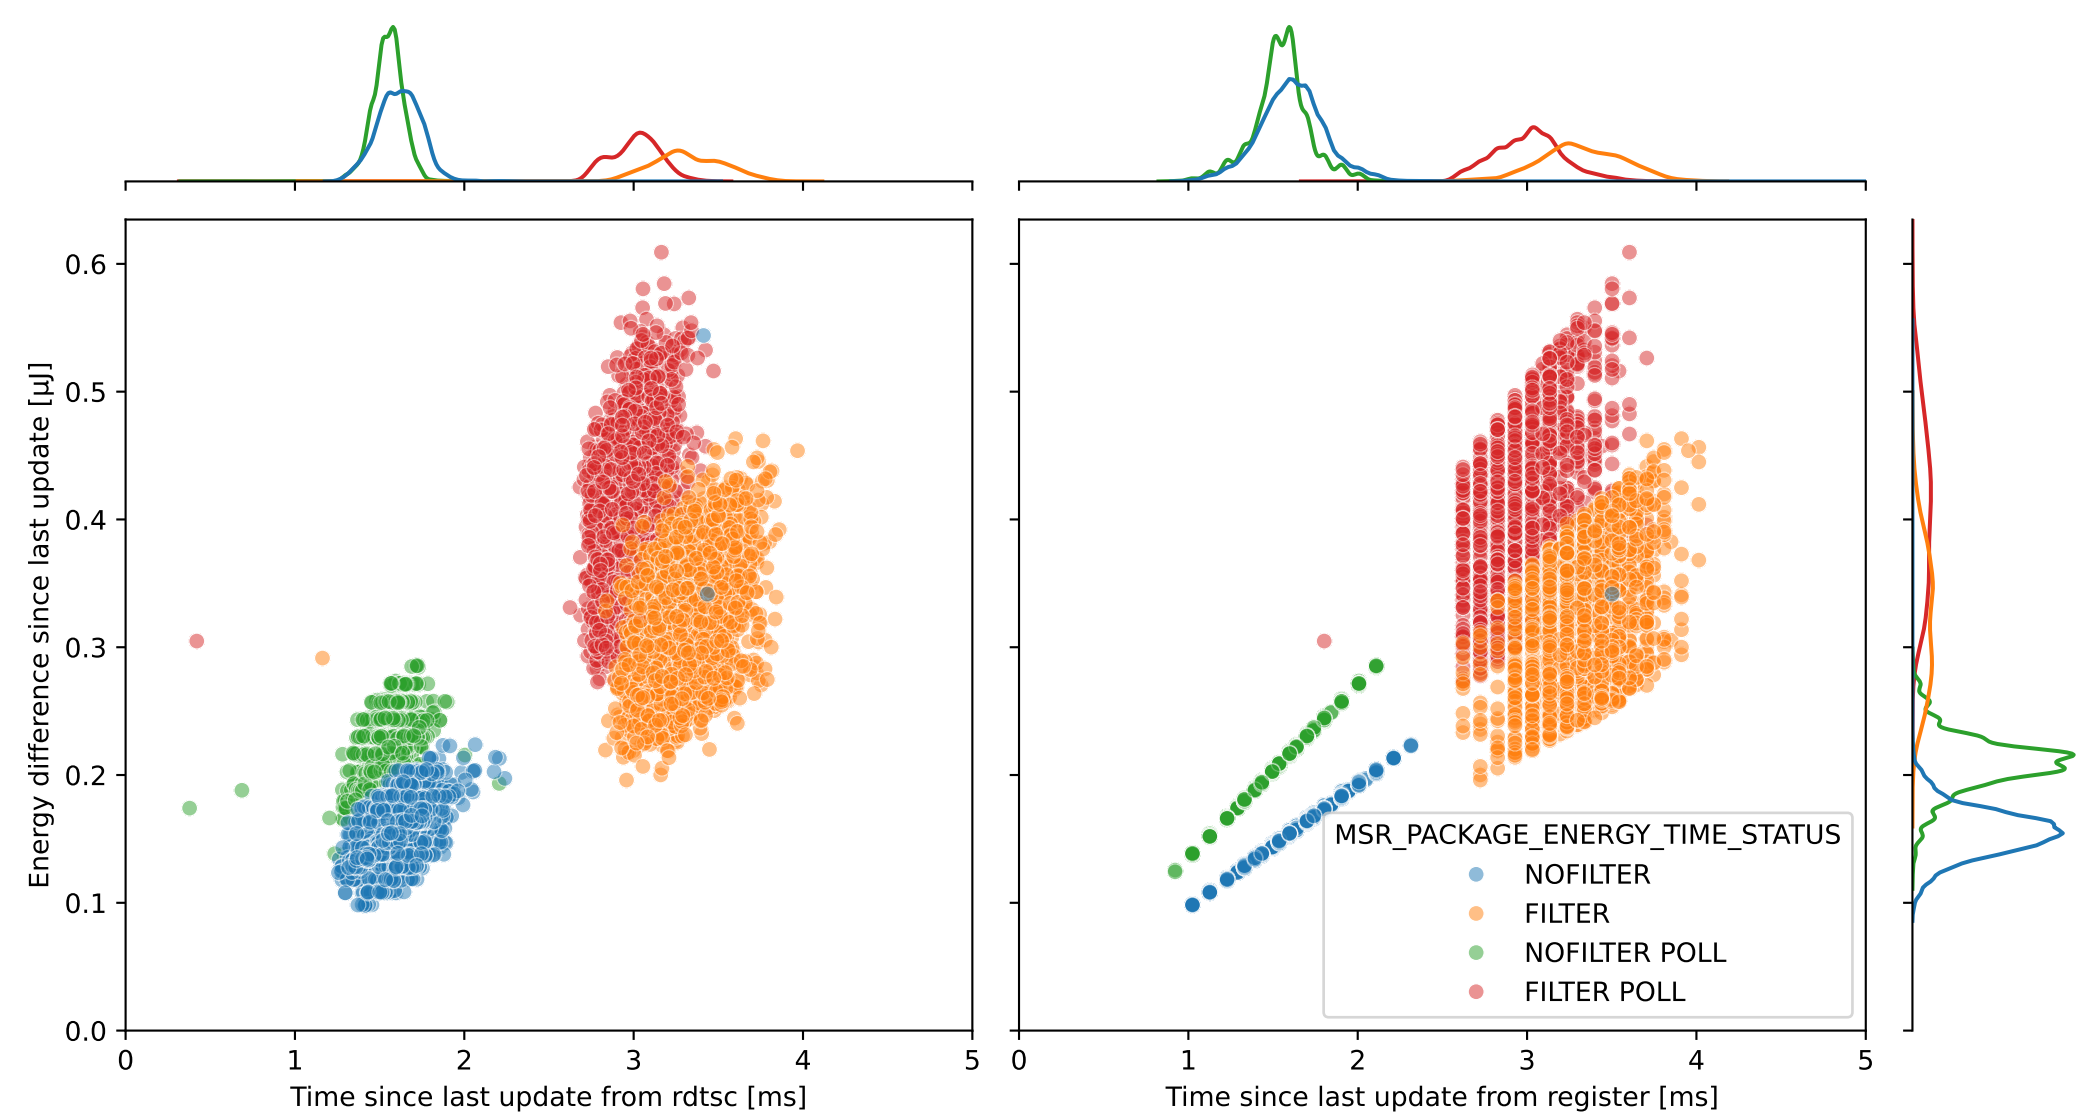 Energy difference since last update [µJ]
0.6
0.5
0.4
0.3
0.2
0.1
0.0
0 1 2 3 4 5
Time since last update from rdtsc [ms]
MSR_PACKAGE_ENERGY_TIME_STATUS
NOFILTER
FILTER
NOFILTER POLL
FILTER POLL
0 1 2 3 4 5
Time since last update from register [ms]